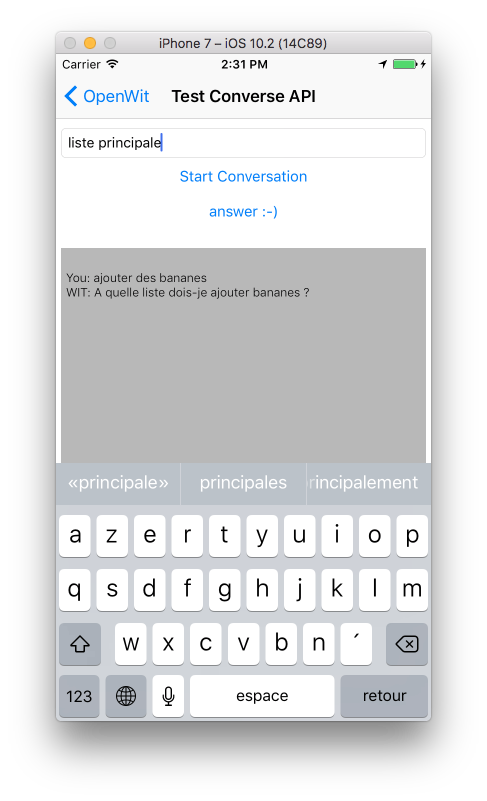 iPhone 7 – iOS 10.2 (14C89)
Carrier 2:31 PM
OpenWit Test Converse API
liste principale
Start Conversation
answer :-)
You: ajouter des bananes
WIT: A quelle liste dois-je ajouter bananes ?
«principale» principales rincipalement
a z e r t y u i o p
q s d f g h j k l m
w x c v b n ´
123 espace retour